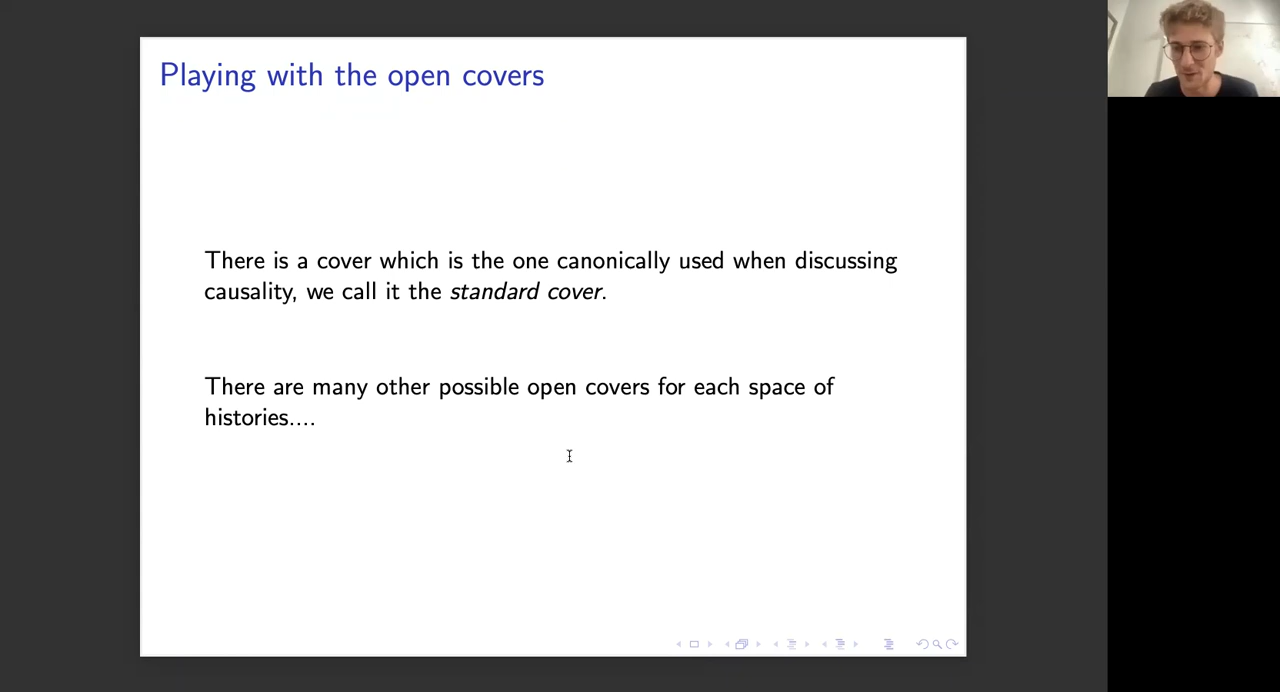 Playing with the open covers
There is a cover which is the one canonically used when discussing
causality, we call it the standard cover.
There are many other possible open covers for each space of
histories....